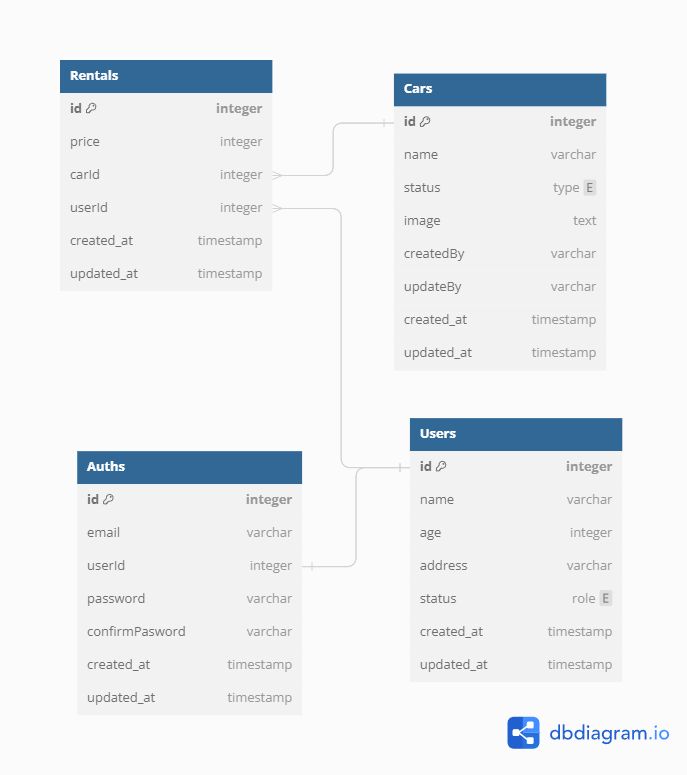 Rentals
id integer
price integer
carId integer
userId integer
created_at timestamp
updated_at timestamp
Cars
id integer
name varchar
status type E
image text
createdBy varchar
updateBy varchar
created_at timestamp
updated_at timestamp
Auths
id integer
email varchar
userId integer
password varchar
confirmPasword varchar
created_at timestamp
updated_at timestamp
Users
id integer
name varchar
age integer
address varchar
status role E
created_at timestamp
updated_at timestamp
dbdiagram.io